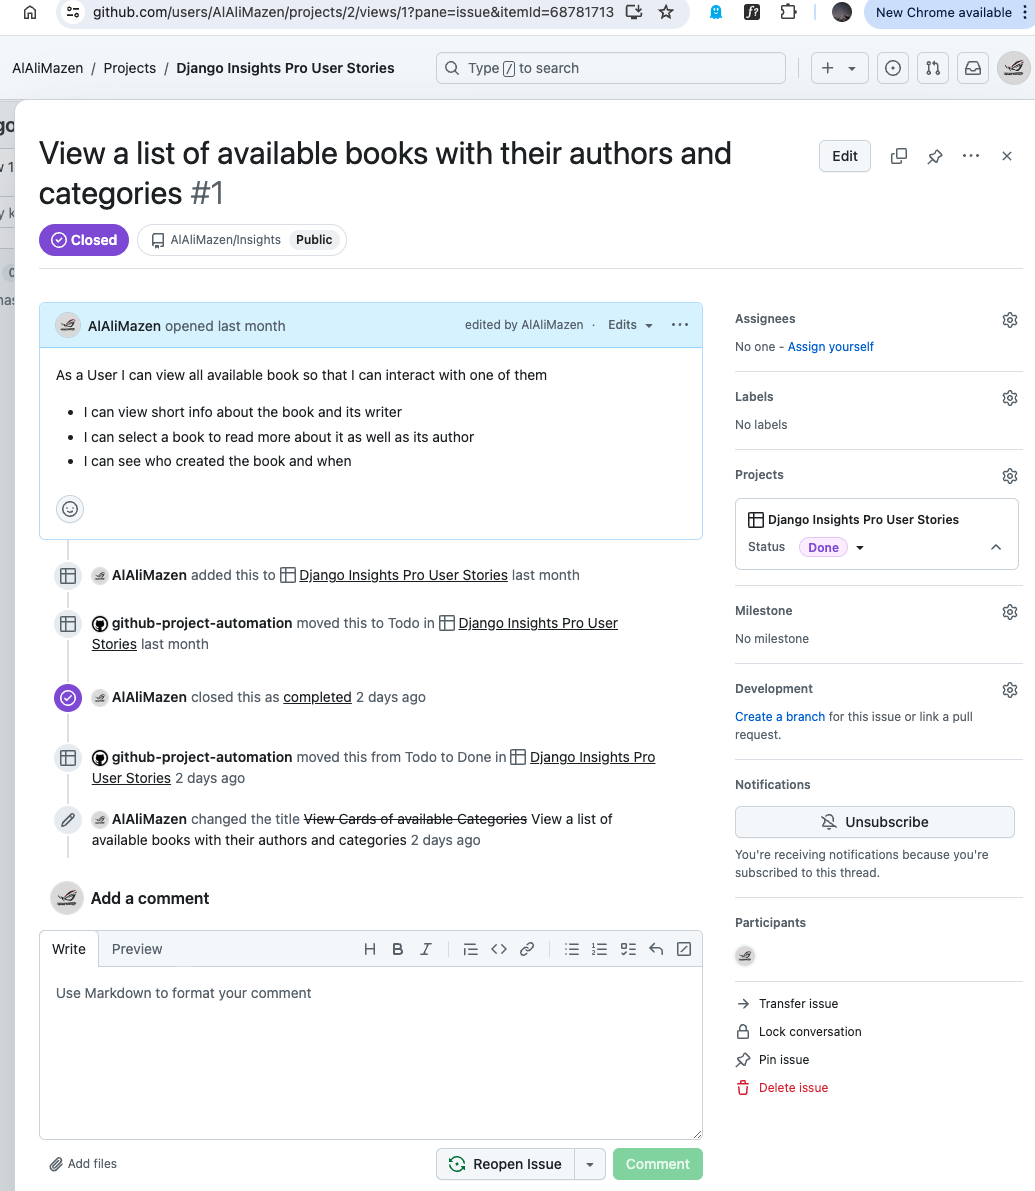 github.com/users/AlAliMazen/projects/2/views/1?pane=issue&itemId=68781713
New Chrome available
AlAliMazen / Projects / Django Insights Pro User Stories
Type / to search
View a list of available books with their authors and
categories #1
Edit
Closed
AlAliMazen/Insights Public
AlAliMazen opened last month
edited by AlAliMazen · Edits
As a User I can view all available book so that I can interact with one of them
• I can view short info about the book and its writer
• I can select a book to read more about it as well as its author
• I can see who created the book and when
AlAliMazen added this to Django Insights Pro User Stories last month
github-project-automation moved this to Todo in Django Insights Pro User
Stories last month
AlAliMazen closed this as completed 2 days ago
github-project-automation moved this from Todo to Done in Django Insights Pro
User Stories 2 days ago
AlAliMazen changed the title View Cards of available Categories View a list of
available books with their authors and categories 2 days ago
Add a comment
Write
Preview
H B I
Use Markdown to format your comment
Add files
Reopen Issue
Comment
Assignees
No one - Assign yourself
Labels
No labels
Projects
Django Insights Pro User Stories
Status Done
Milestone
No milestone
Development
Create a branch for this issue or link a pull
request.
Notifications
Unsubscribe
You're receiving notifications because you're
subscribed to this thread.
Participants
Transfer issue
Lock conversation
Pin issue
Delete issue